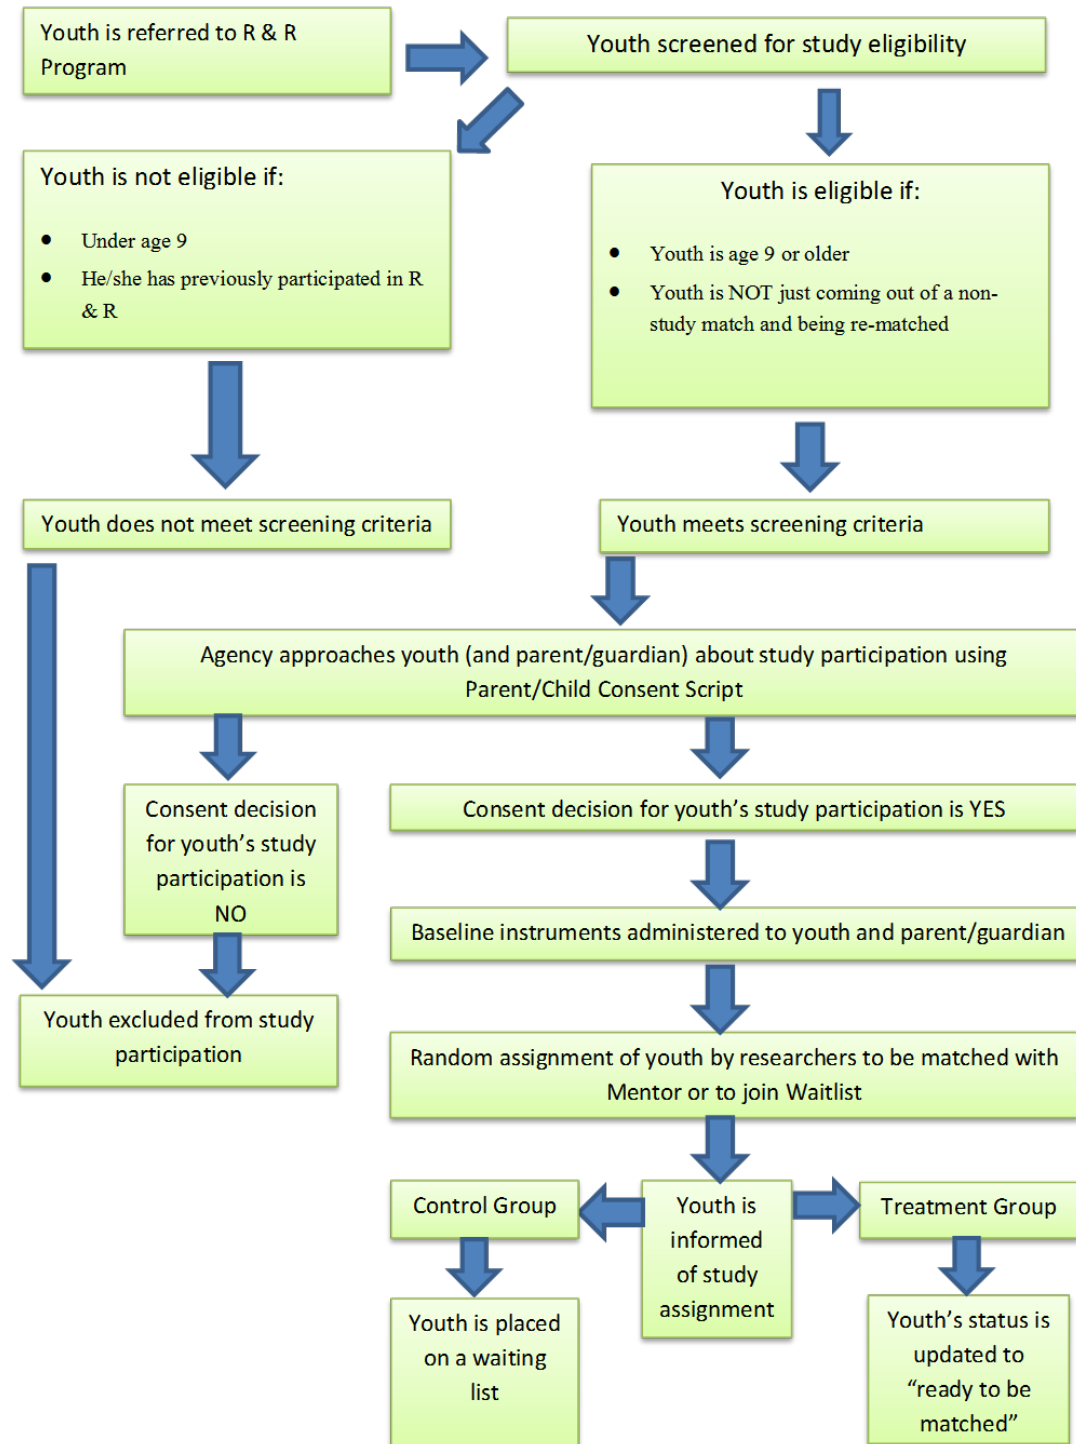 Youth is referred to R & R
Program
Youth screened for study eligibility
Youth is not eligible if:
● Under age 9
● He/she has previously participated in R
& R
Youth is eligible if:
● Youth is age 9 or older
● Youth is NOT just coming out of a non-
study match and being re-matched
Youth does not meet screening criteria
Youth meets screening criteria
Agency approaches youth (and parent/guardian) about study participation using
Parent/Child Consent Script
Consent decision
for youth’s study
participation is
NO
Consent decision for youth’s study participation is YES
Baseline instruments administered to youth and parent/guardian
Youth excluded from study
participation
Random assignment of youth by researchers to be matched with
Mentor or to join Waitlist
Control Group
Youth is
informed
of study
assignment
Treatment Group
Youth is placed
on a waiting
list
Youth’s status is
updated to
“ready to be
matched”